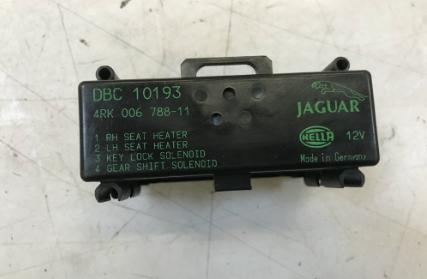 DBC 10193
4RK 006 788-11
1 RH SEAT HEATER
2 LH SEAT HEATER
3 KEY LOCK SOLENOID
4 GEAR SHIFT SOLENOID
JAGUAR
HELLA 12V
Made in Germany